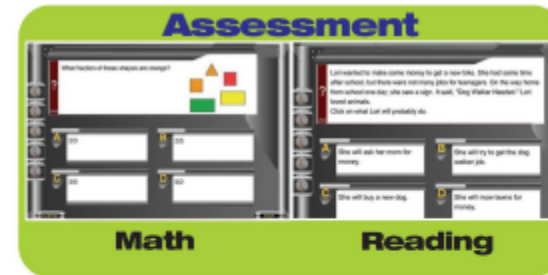 Assessment
What fraction of these shapes are orange?
?
A
B
C
D
Lori wanted to make some money to get a new bike. She had some time
after school, but there were not many jobs for teenagers. On the way home
from school one day, she saw a sign. It said, "Dog Walker Needed." Lori
loved animals.
Click on what Lori will probably do.
?
A
She will ask her mom for
money.
B
She will try to get the dog
walker job.
C
She will buy a new dog.
D
She will mow lawns for
money.
Math
Reading